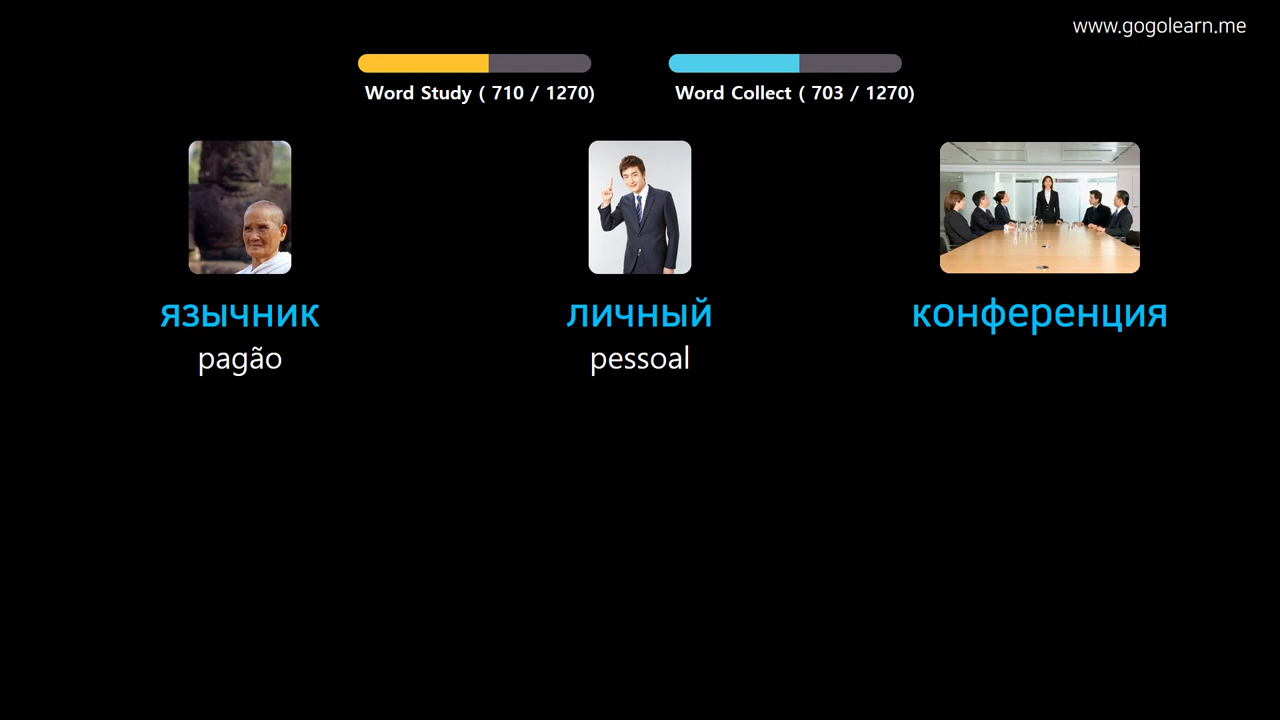 www.gogolearn.me
Word Study ( 710 / 1270)
Word Collect ( 703 / 1270)
язычник
личный
конференция
pagão
pessoal